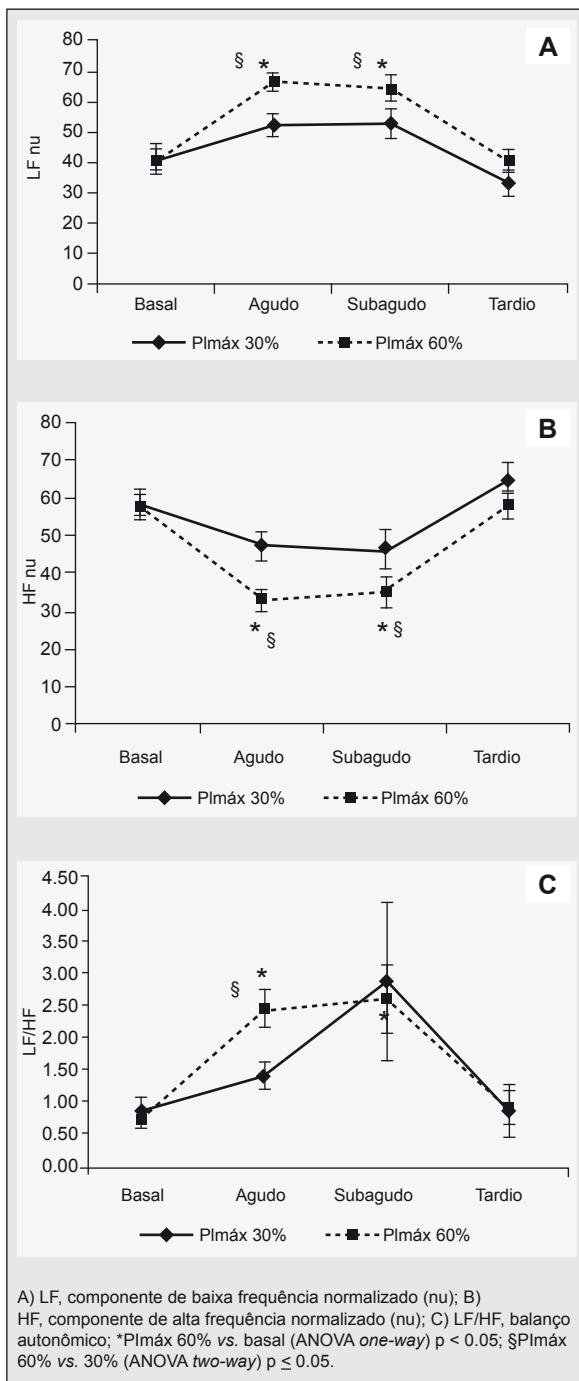 A
80
70
60
50
40
30
20
10
0
LF nu
§ * § *
Basal Agudo Subagudo Tardio
PImáx 30% PImáx 60%
B
80
70
60
50
40
30
20
10
0
HF nu
* § * §
Basal Agudo Subagudo Tardio
PImáx 30% PImáx 60%
C
4.50
4.00
3.50
3.00
2.50
2.00
1.50
1.00
0.50
0.00
LF/HF
§ * *
Basal Agudo Subagudo Tardio
PImáx 30% PImáx 60%
A) LF, componente de baixa frequência normalizado (nu); B)
HF, componente de alta frequência normalizado (nu); C) LF/HF, balanço
autonômico; *PImáx 60% vs. basal (ANOVA one-way) p < 0.05; §PImáx
60% vs. 30% (ANOVA two-way) p ≤ 0.05.